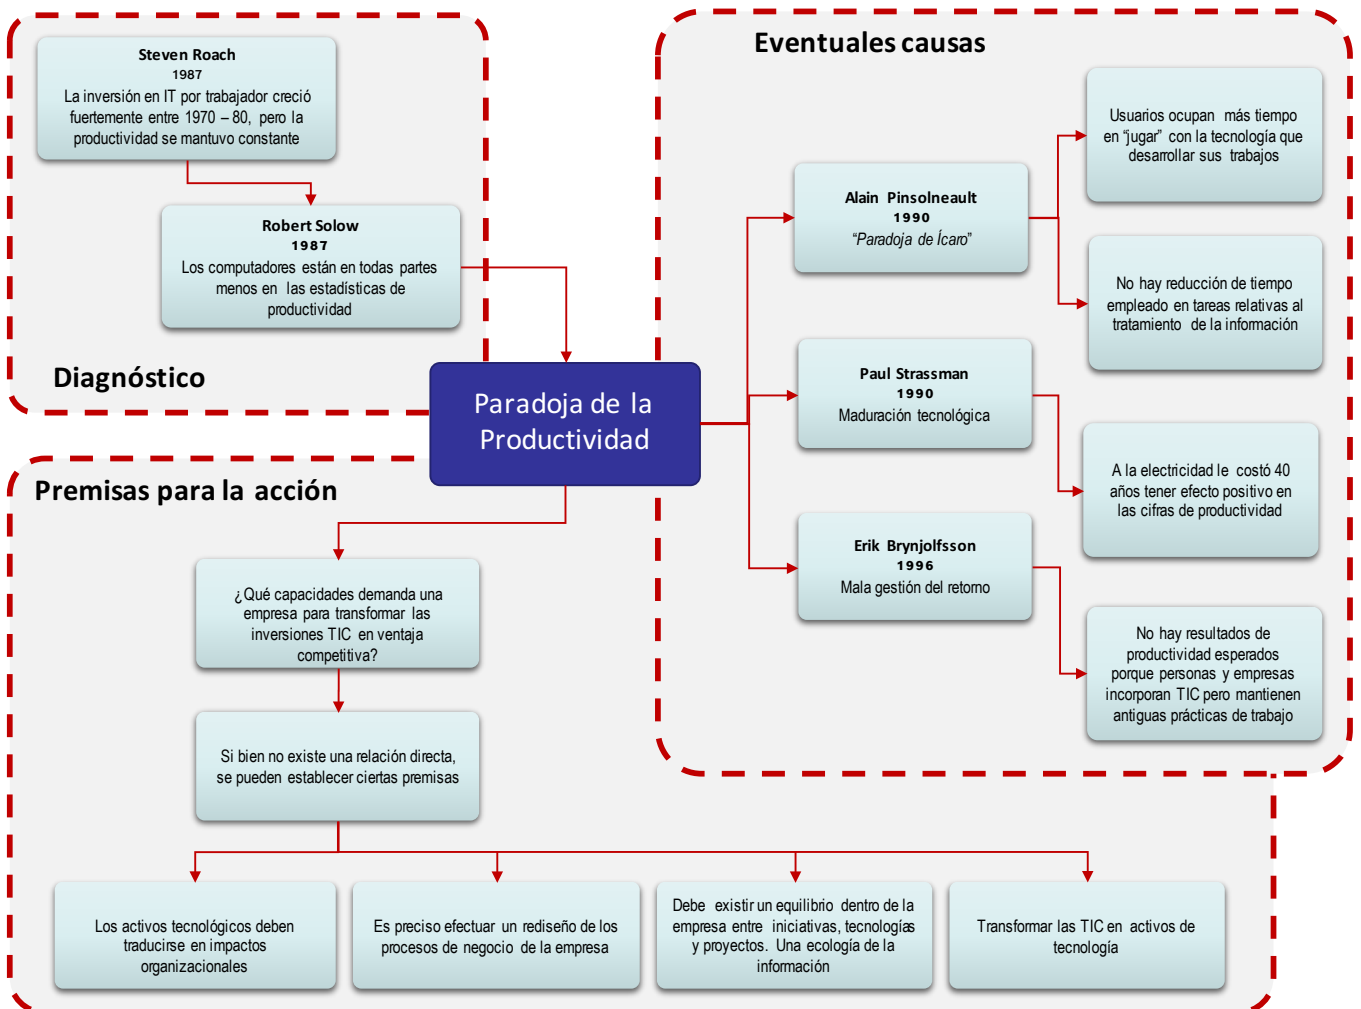 Steven Roach
1987
La inversión en IT por trabajador creció
fuertemente entre 1970 – 80, pero la
productividad se mantuvo constante
Robert Solow
1987
Los computadores están en todas partes
menos en las estadísticas de
productividad
Diagnóstico
Paradoja de la
Productividad
Eventuales causas
Alain Pinsolneault
1990
“Paradoja de Ícaro”
Usuarios ocupan más tiempo
en “jugar” con la tecnología que
desarrollar sus trabajos
No hay reducción de tiempo
empleado en tareas relativas al
tratamiento de la información
Paul Strassman
1990
Maduración tecnológica
A la electricidad le costó 40
años tener efecto positivo en
las cifras de productividad
Erik Brynjolfsson
1996
Mala gestión del retorno
No hay resultados de
productividad esperados
porque personas y empresas
incorporan TIC pero mantienen
antiguas prácticas de trabajo
Premisas para la acción
¿Qué capacidades demanda una
empresa para transformar las
inversiones TIC en ventaja
competitiva?
Si bien no existe una relación directa,
se pueden establecer ciertas premisas
Los activos tecnológicos deben
traducirse en impactos
organizacionales
Es preciso efectuar un rediseño de los
procesos de negocio de la empresa
Debe existir un equilibrio dentro de la
empresa entre iniciativas, tecnologías
y proyectos. Una ecología de la
información
Transformar las TIC en activos de
tecnología